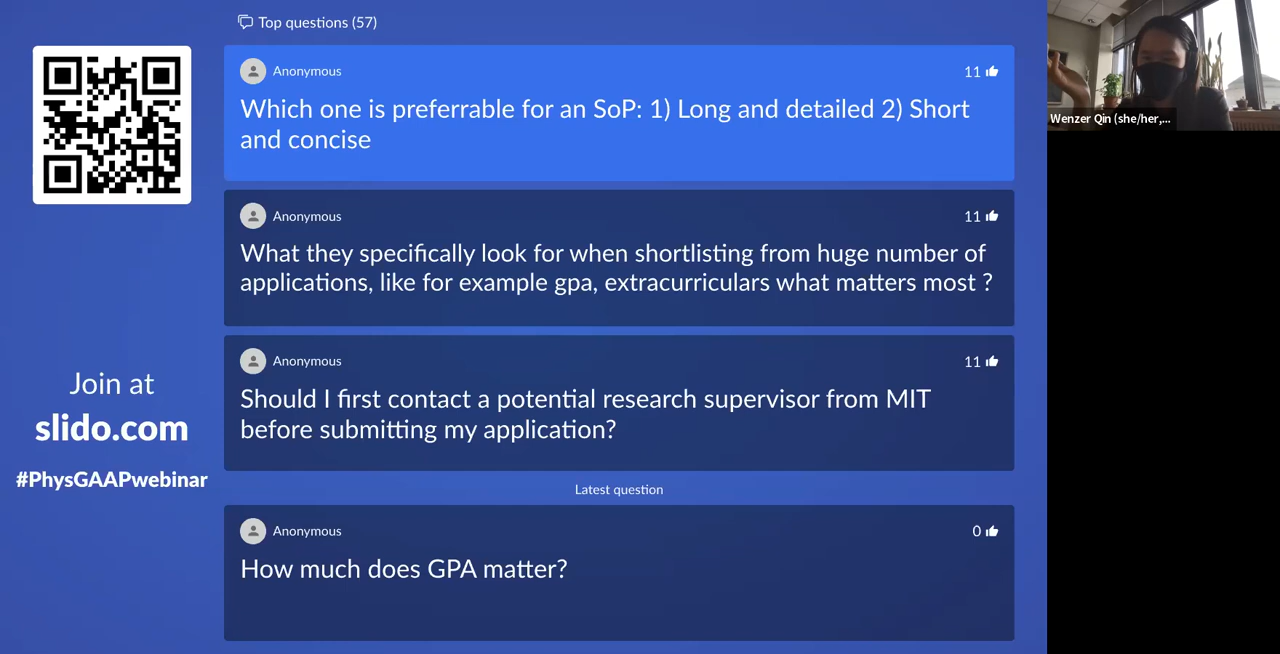 Top questions (57)
Anonymous
11
Which one is preferrable for an SoP: 1) Long and detailed 2) Short
and concise
Anonymous
11
What they specifically look for when shortlisting from huge number of
applications, like for example gpa, extracurriculars what matters most ?
Anonymous
11
Should I first contact a potential research supervisor from MIT
before submitting my application?
Latest question
Anonymous
0
How much does GPA matter?
Join at
slido.com
#PhysGAAPwebinar
Wenzer Qin (she/her,...